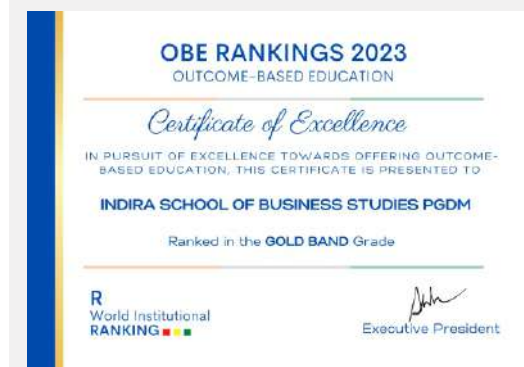 OBE RANKINGS 2023
OUTCOME-BASED EDUCATION
Certificate of Excellence
IN PURSUIT OF EXCELLENCE TOWARDS OFFERING OUTCOME-
BASED EDUCATION, THIS CERTIFICATE IS PRESENTED TO
INDIRA SCHOOL OF BUSINESS STUDIES PGDM
Ranked in the GOLD BAND Grade
R
World Institutional
RANKING
Executive President